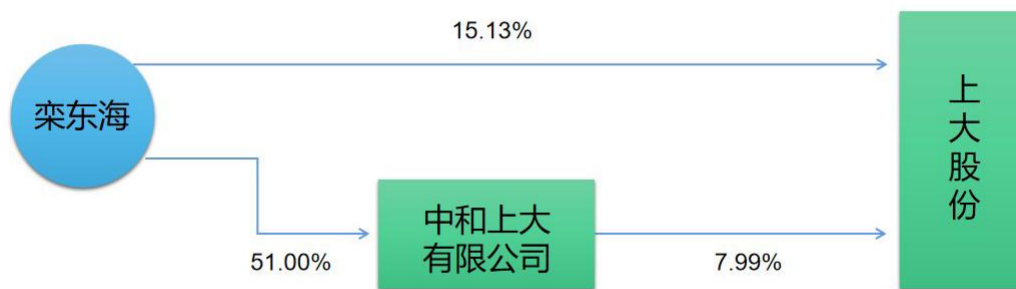 15.13%
栾东海
上
大
股
份
中和上大
有限公司
51.00%
7.99%